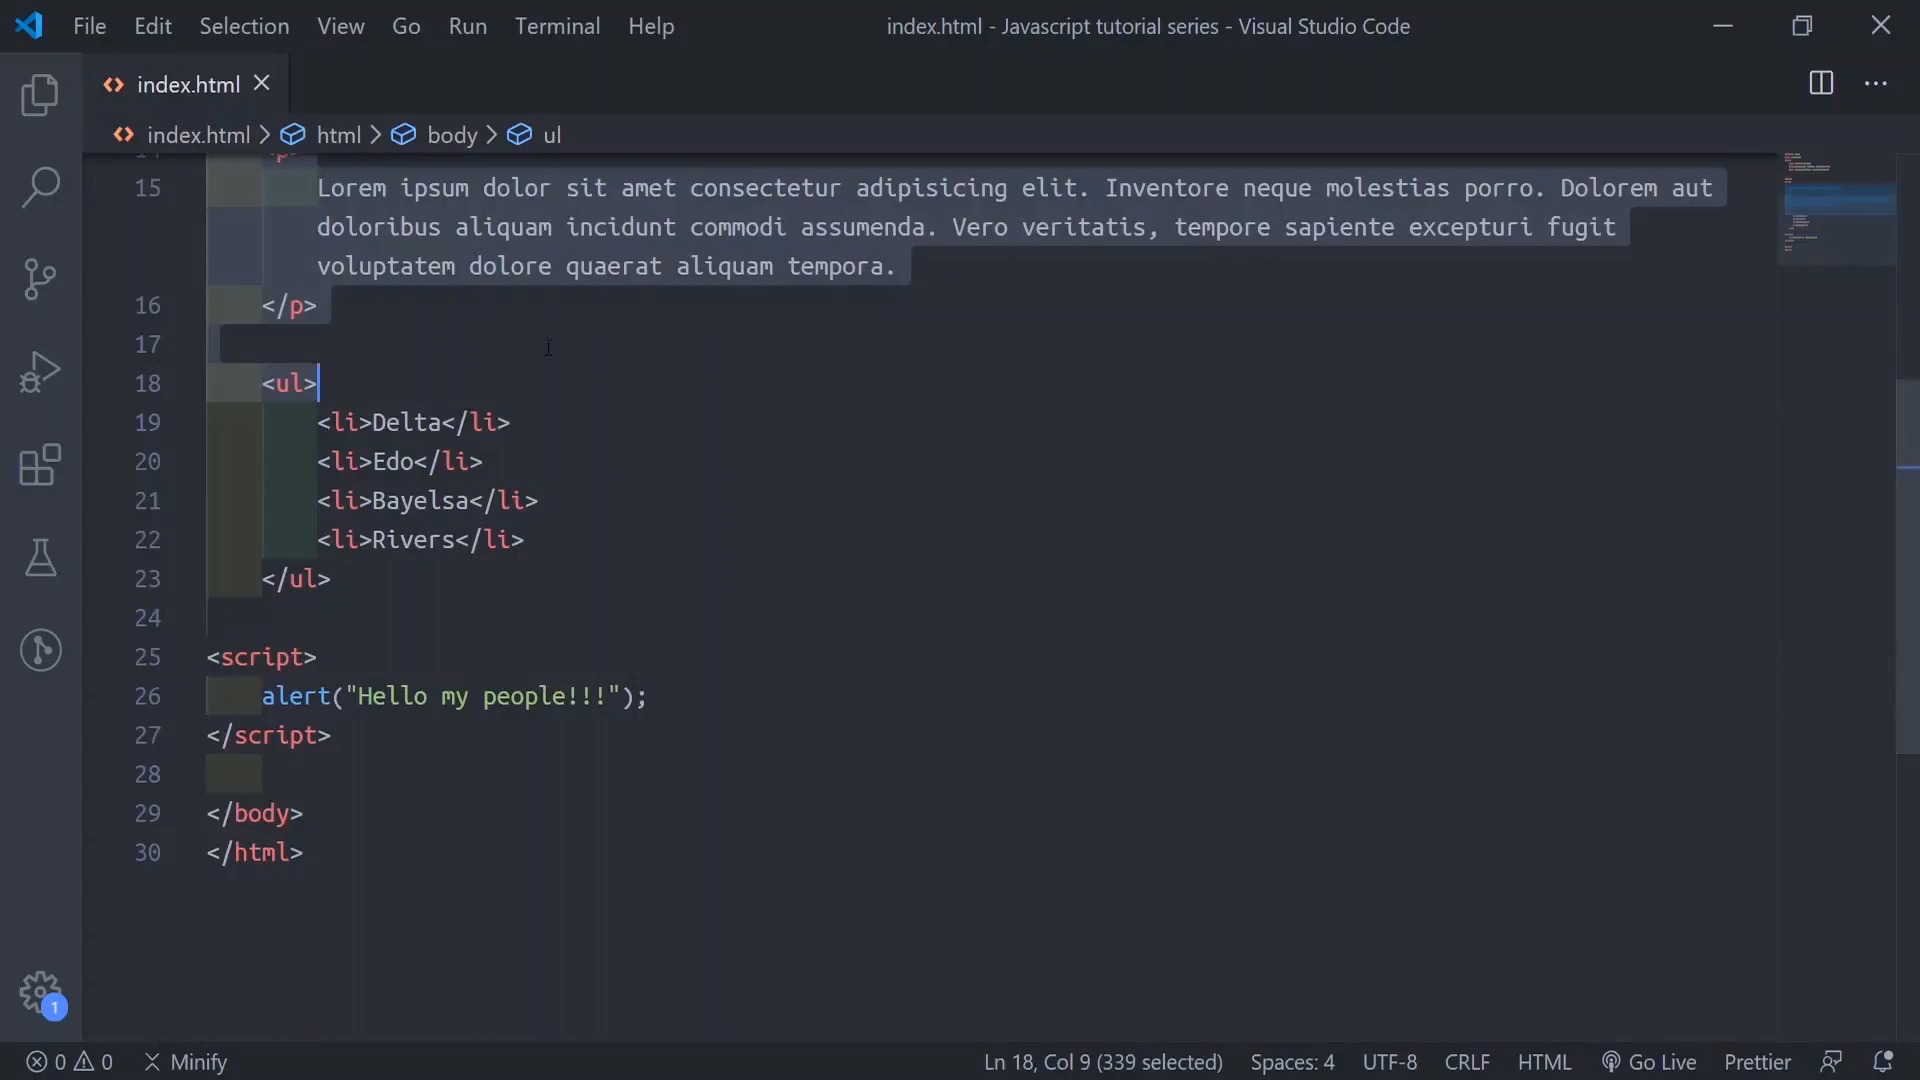 File Edit Selection View Go Run Terminal Help index.html - Javascript tutorial series - Visual Studio Code
index.html
index.html > html > body > ul
15 Lorem ipsum dolor sit amet consectetur adipisicing elit. Inventore neque molestias porro. Dolorem aut
doloribus aliquam incidunt commodi assumenda. Vero veritatis, tempore sapiente excepturi fugit
voluptatem dolore quaerat aliquam tempora.
16 </p>
17
18 <ul>
19 <li>Delta</li>
20 <li>Edo</li>
21 <li>Bayelsa</li>
22 <li>Rivers</li>
23 </ul>
24
25 <script>
26 alert("Hello my people!!!");
27 </script>
28
29 </body>
30 </html>
1
0 0 Minify Ln 18, Col 9 (339 selected) Spaces: 4 UTF-8 CRLF HTML Go Live Prettier